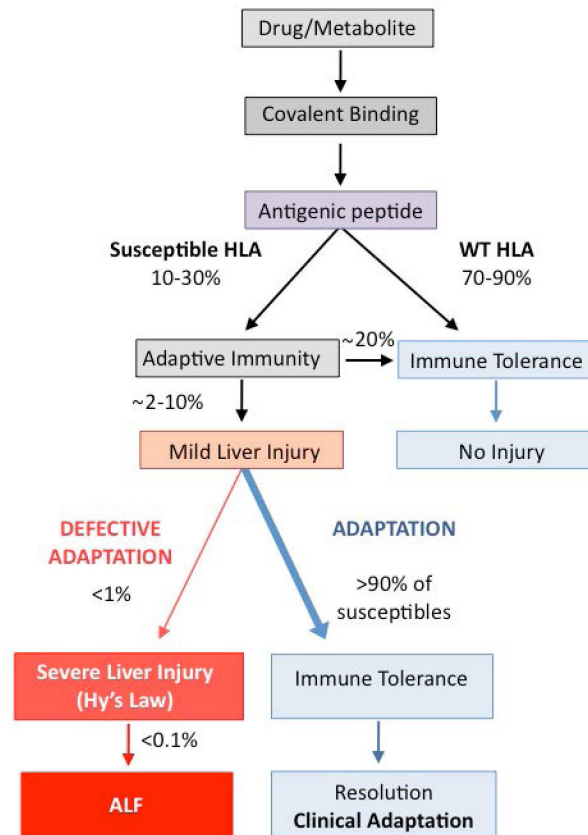 Drug/Metabolite
Covalent Binding
Antigenic peptide
Susceptible HLA
10-30%
WT HLA
70-90%
Adaptive Immunity
~20%
Immune Tolerance
~2-10%
Mild Liver Injury
No Injury
DEFECTIVE
ADAPTATION
<1%
ADAPTATION
>90% of
susceptibles
Severe Liver Injury
(Hy's Law)
Immune Tolerance
<0.1%
ALF
Resolution
Clinical Adaptation